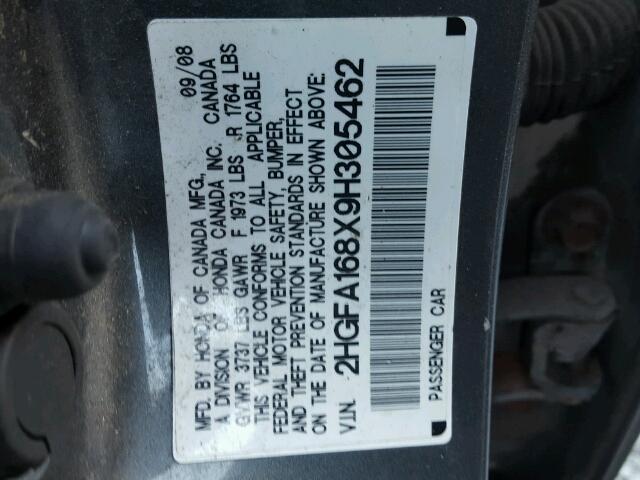 MFD. BY HONDA OF CANADA MFG., 09/08
A DIVISION OF HONDA CANADA INC., CANADA
GVWR 3737 LBS GAWR F 1973 LBS R 1764 LBS
THIS VEHICLE CONFORMS TO ALL APPLICABLE
FEDERAL MOTOR VEHICLE SAFETY, BUMPER,
AND THEFT PREVENTION STANDARDS IN EFFECT
ON THE DATE OF MANUFACTURE SHOWN ABOVE.
V.I.N. 2HGFA168X9H305462
PASSENGER CAR